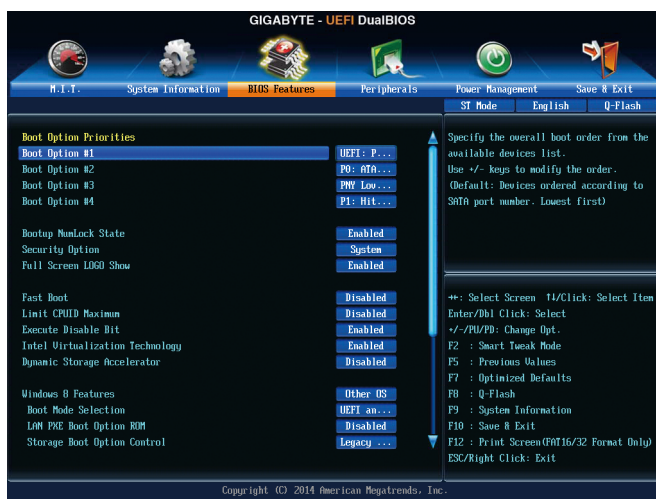 GIGABYTE - UEFI DualBIOS
M.I.T. System Information BIOS Features Peripherals Power Management Save & Exit
ST Mode English Q-Flash
Boot Option Priorities
Boot Option #1 UEFI: P...
Boot Option #2 P0: ATA...
Boot Option #3 PNY Lov...
Boot Option #4 P1: Hit...
Bootup NumLock State Enabled
Security Option System
Full Screen LOGO Show Enabled
Fast Boot Disabled
Limit CPUID Maximum Disabled
Execute Disable Bit Enabled
Intel Virtualization Technology Enabled
Dynamic Storage Accelerator Disabled
Windows 8 Features Other OS
Boot Mode Selection UEFI an...
LAN PXE Boot Option ROM Disabled
Storage Boot Option Control Legacy ...
Specify the overall boot order from the
available devices list.
Use +/- keys to modify the order.
(Default: Devices ordered according to
SATA port number. Lowest first)
→←: Select Screen ↑↓/Click: Select Item
Enter/Dbl Click: Select
+/-/PU/PD: Change Opt.
F2 : Smart Tweak Mode
F5 : Previous Values
F7 : Optimized Defaults
F8 : Q-Flash
F9 : System Information
F10 : Save & Exit
F12 : Print Screen(FAT16/32 Format Only)
ESC/Right Click: Exit
Copyright (C) 2014 American Megatrends, Inc.